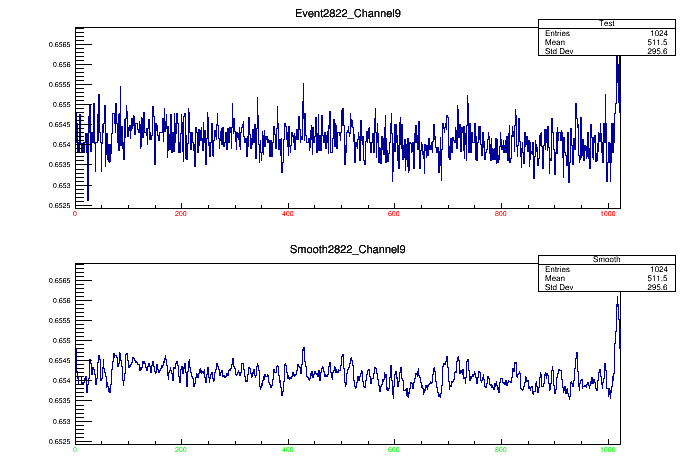 Event2822_Channel9
Test
Entries 1024
Mean 511.5
Std Dev 295.6
0.6565
0.656
0.6555
0.655
0.6545
0.654
0.6535
0.653
0.6525
0 200 400 600 800 1000
Smooth2822_Channel9
Smooth
Entries 1024
Mean 511.5
Std Dev 295.6
0.6565
0.656
0.6555
0.655
0.6545
0.654
0.6535
0.653
0.6525
0 200 400 600 800 1000